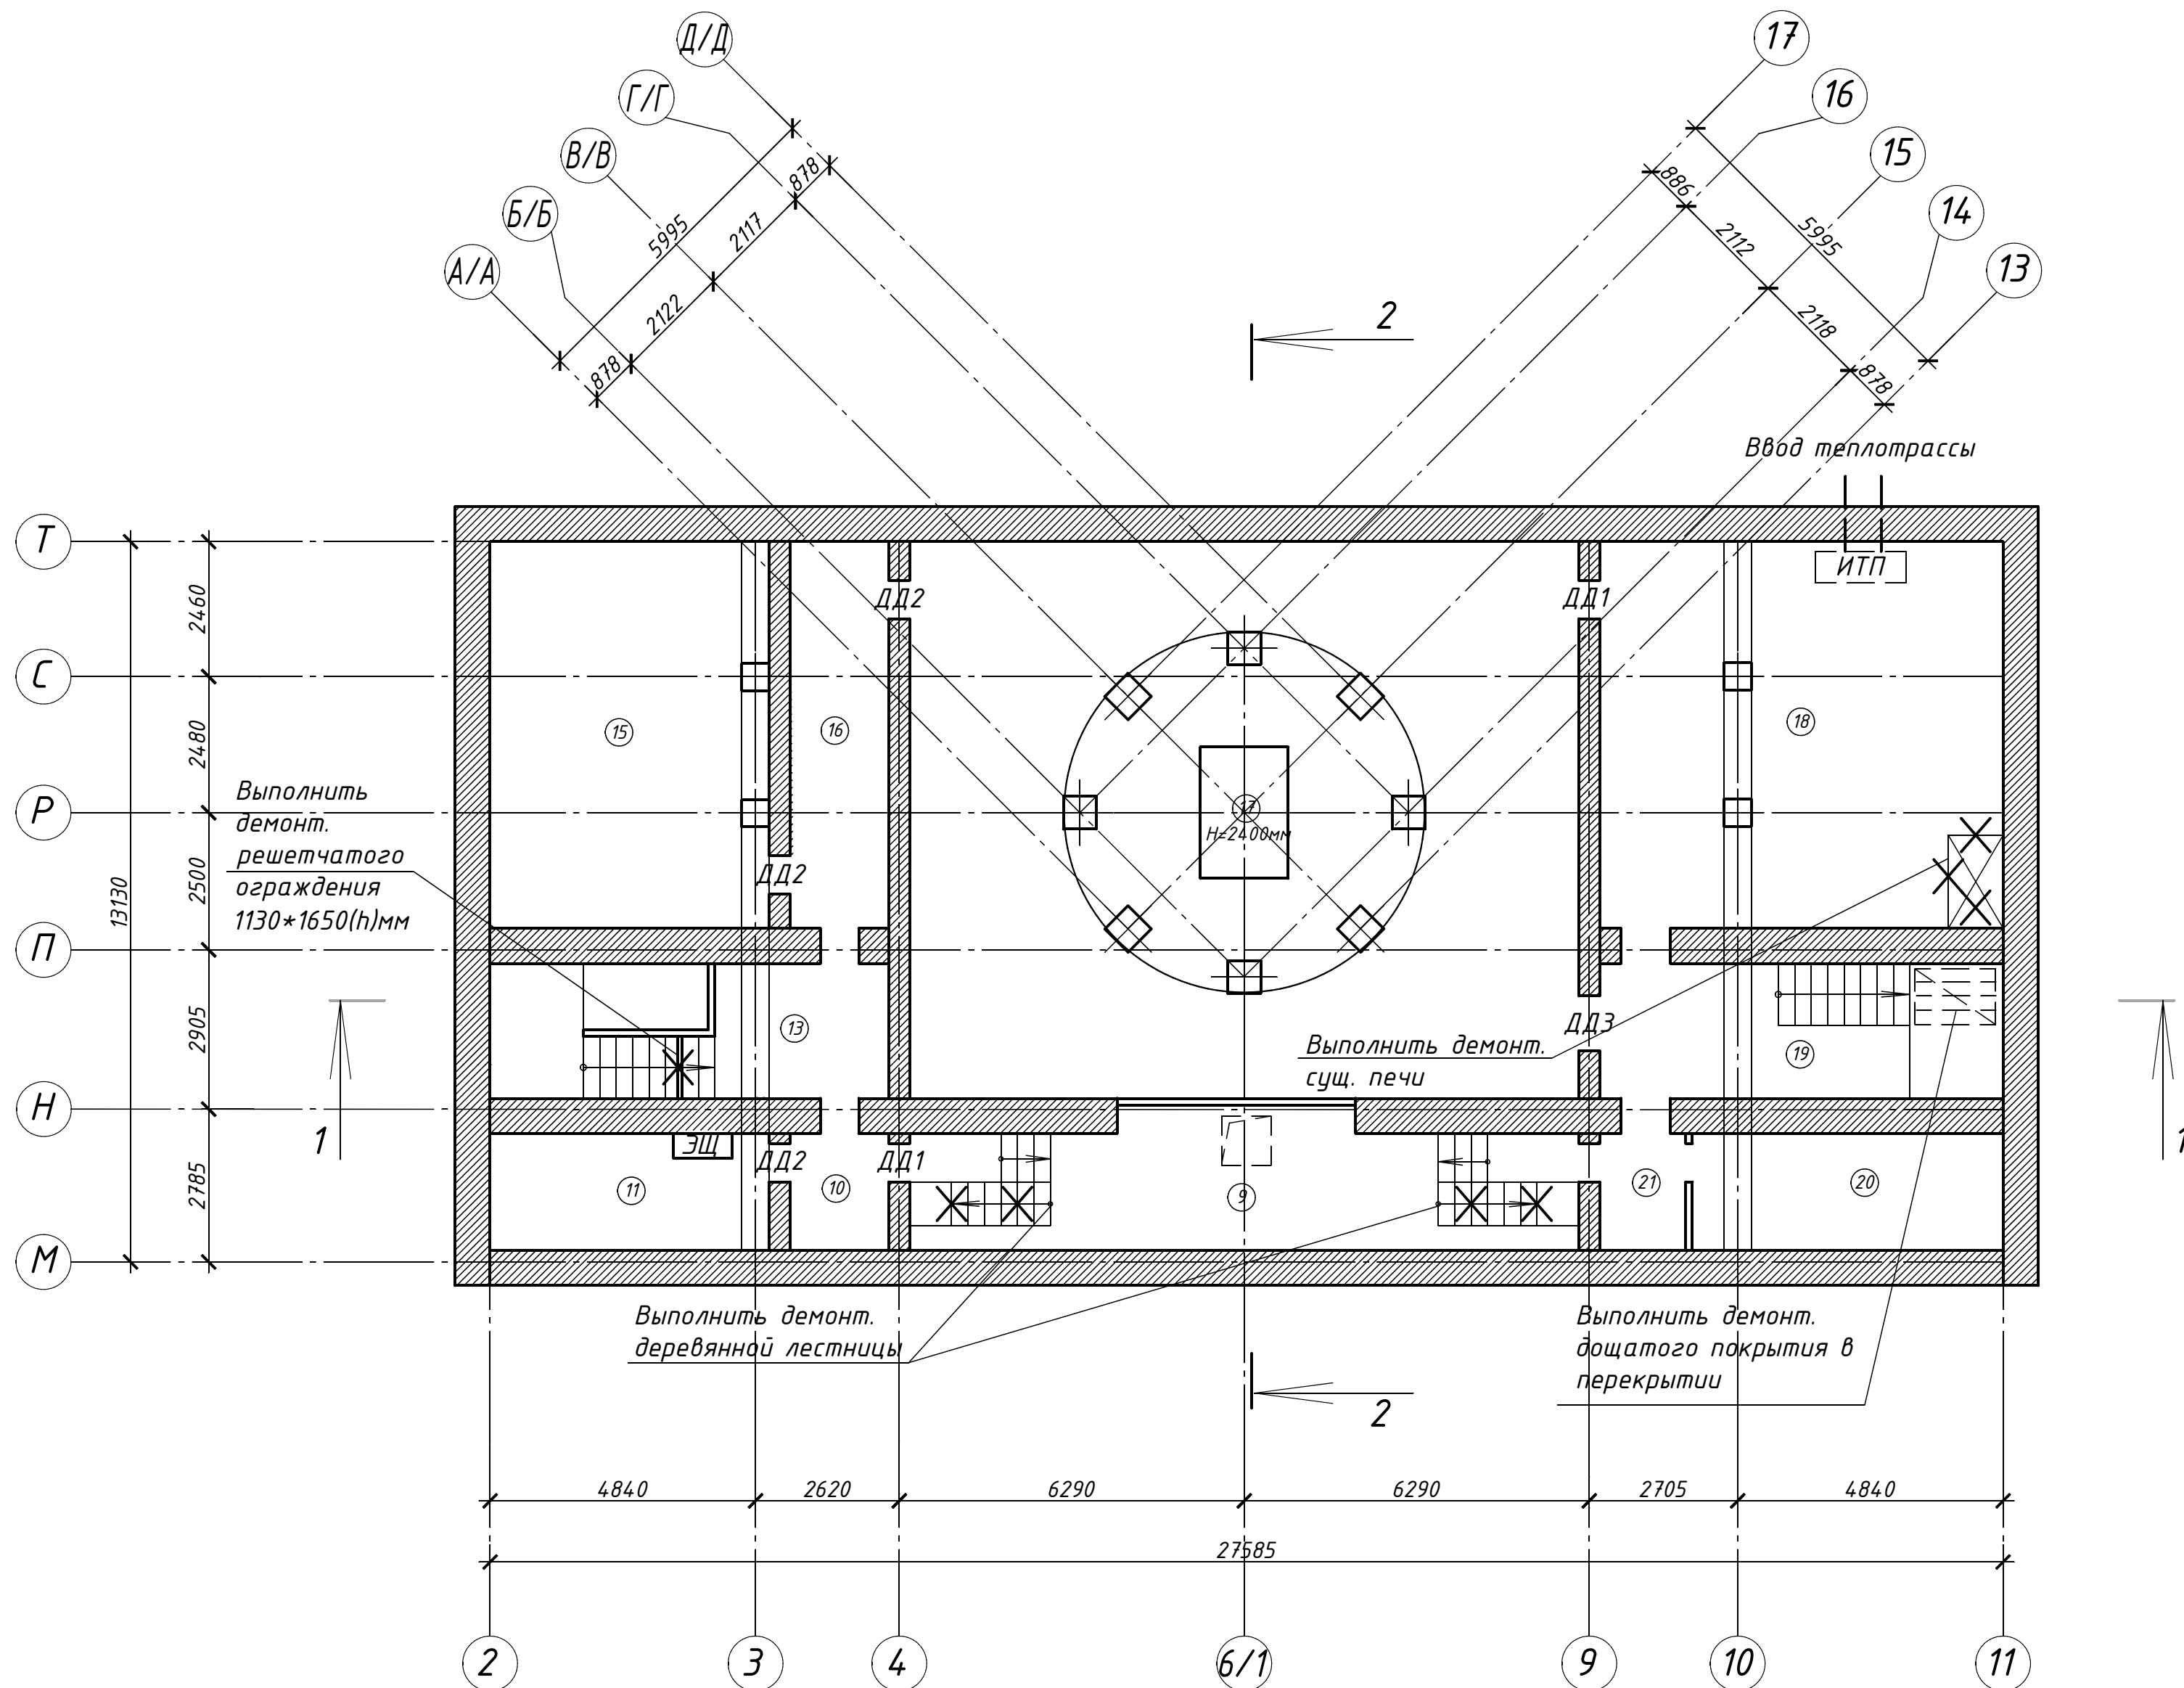 Д/Д
17
Г/Г
16
В/В
15
Б/Б
14
А/А
13
878
2117
5995
2122
878
886
2112
5995
2118
878
2
Ввод теплотрассы
ИТП
Т
С
Р
П
Н
М
2460
2480
2500
2905
2785
13130
ДД2
ДД1
15
16
18
17
Н=2400мм
Выполнить
демонт.
решетчатого
ограждения
1130*1650(h)мм
ДД2
13
ДД3
Выполнить демонт.
сущ. печи
19
1
1
ЭЩ
ДД2
ДД1
11
10
9
21
20
Выполнить демонт.
деревянной лестницы
Выполнить демонт.
дощатого покрытия в
перекрытии
2
4840
2620
6290
6290
2705
4840
27585
2
3
4
6/1
9
10
11